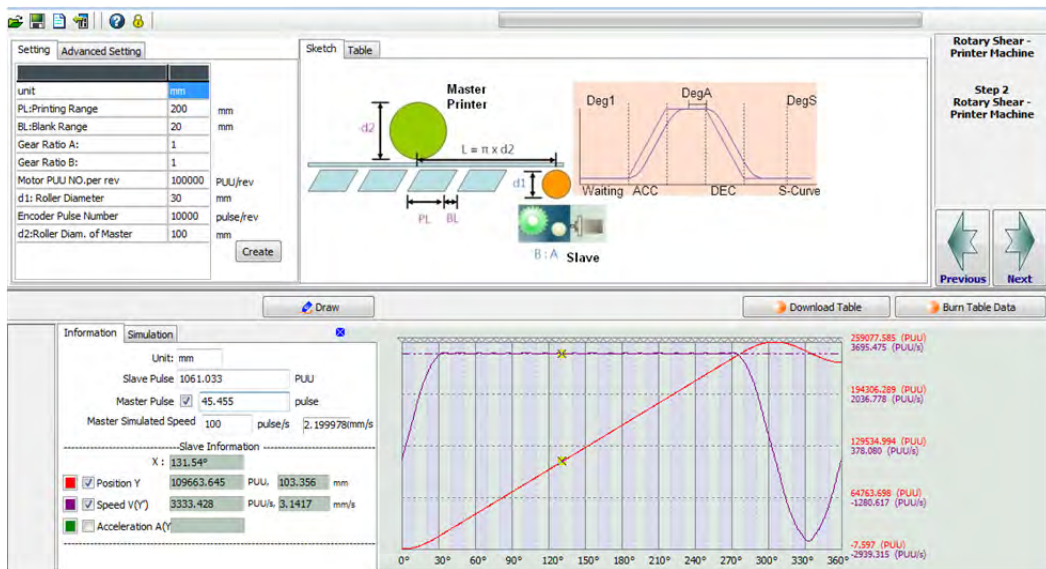 Setting Advanced Setting
unit mm
PL:Printing Range 200 mm
BL:Blank Range 20 mm
Gear Ratio A: 1
Gear Ratio B: 1
Motor PUU NO.per rev 100000 PUU/rev
d1: Roller Diameter 30 mm
Encoder Pulse Number 10000 pulse/rev
d2:Roller Diam. of Master 100 mm
Create
Sketch Table
Master
Printer
d2
L = π x d2
d1
PL BL
B : A Slave
Deg1 DegA DegS
Waiting ACC DEC S-Curve
Rotary Shear -
Printer Machine
Step 2
Rotary Shear -
Printer Machine
Previous Next
Draw Download Table Burn Table Data
Information Simulation
Unit: mm
Slave Pulse 1061.033 PUU
Master Pulse 45.455 pulse
Master Simulated Speed 100 pulse/s 2.199978(mm/s
Slave Information
X : 131.54°
Position Y 109663.645 PUU, 103.356 mm
Speed V(Y') 3333.428 PUU/s, 3.1417 mm/s
Acceleration A(Y
259077.585 (PUU)
3695.475 (PUU/s)
194306.289 (PUU)
2036.778 (PUU/s)
129534.994 (PUU)
378.080 (PUU/s)
64763.698 (PUU)
-1280.617 (PUU/s)
-7.597 (PUU)
-2939.315 (PUU/s)
0° 30° 60° 90° 120° 150° 180° 210° 240° 270° 300° 330° 360°